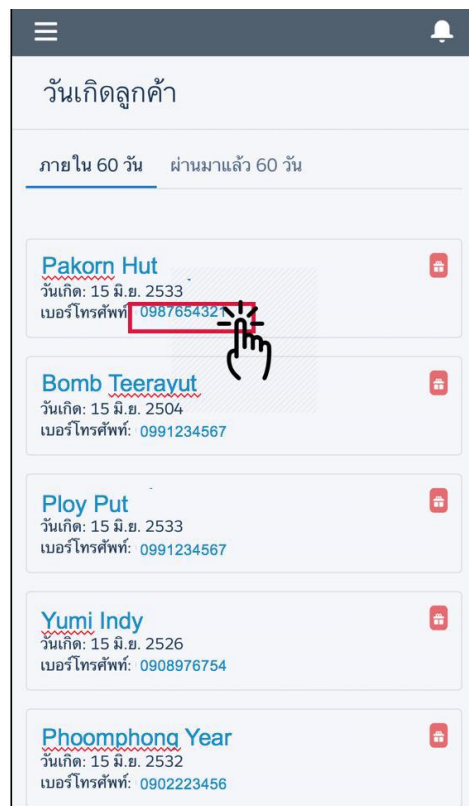 วันเกิดลูกค้า
ภายใน 60 วัน ผ่านมาแล้ว 60 วัน
Pakorn Hut
วันเกิด: 15 มิ.ย. 2533
เบอร์โทรศัพท์ 0987654321
Bomb Teerayut
วันเกิด: 15 มิ.ย. 2504
เบอร์โทรศัพท์: 0991234567
Ploy Put
วันเกิด: 15 มิ.ย. 2533
เบอร์โทรศัพท์: 0991234567
Yumi Indy
วันเกิด: 15 มิ.ย. 2526
เบอร์โทรศัพท์: 0908976754
Phoomphong Year
วันเกิด: 15 มิ.ย. 2532
เบอร์โทรศัพท์: 0902223456